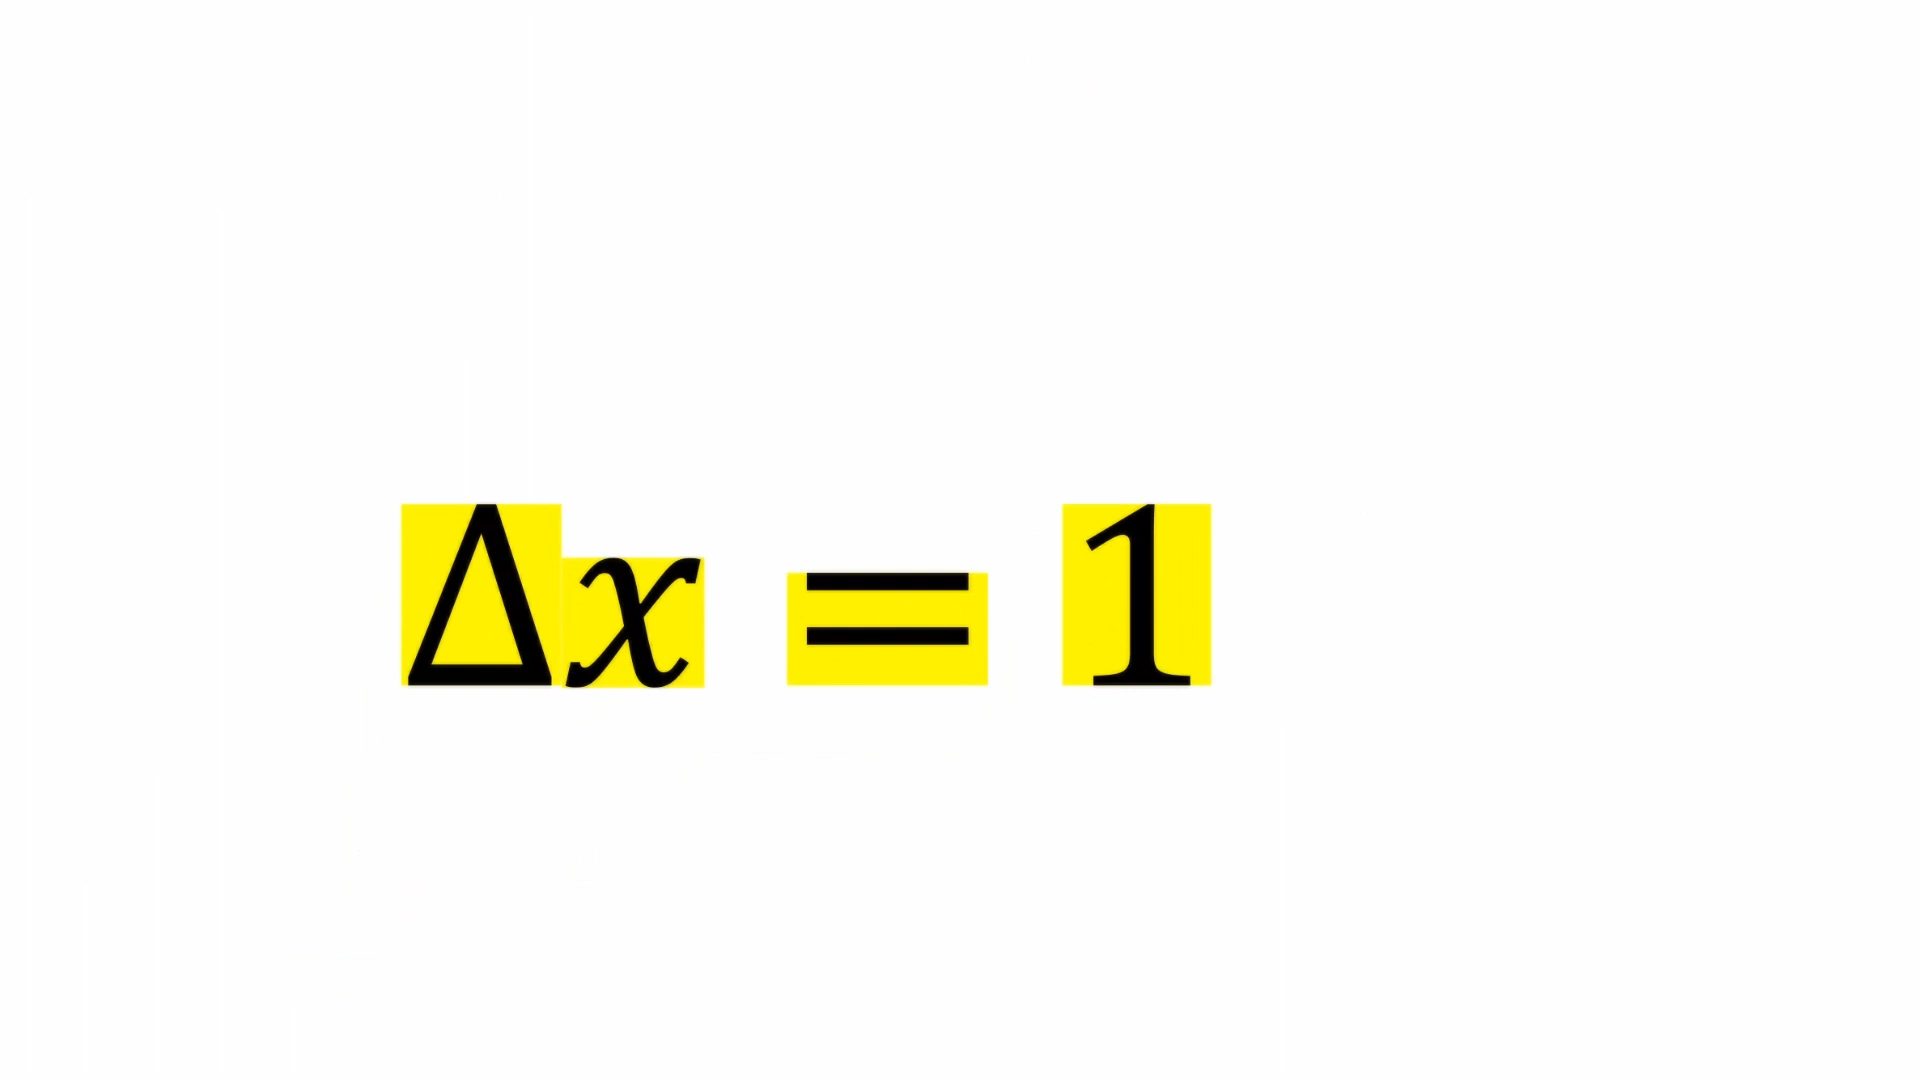 Δx = 1